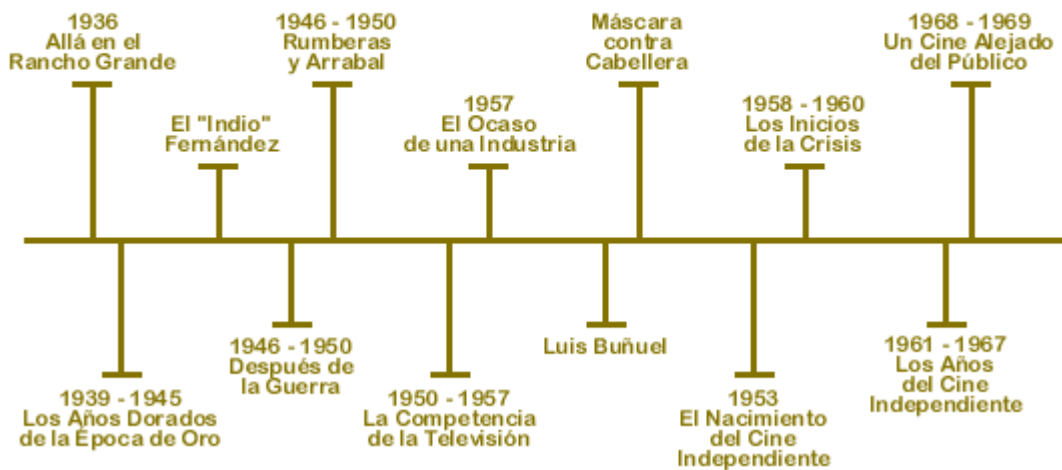 1936
Allá en el
Rancho Grande
1939 - 1945
Los Años Dorados
de la Época de Oro
El "Indio"
Fernández
1946 - 1950
Después de
la Guerra
1946 - 1950
Rumberas
y Arrabal
1950 - 1957
La Competencia
de la Televisión
1957
El Ocaso
de una Industria
Luis Buñuel
Máscara
contra
Cabellera
1953
El Nacimiento
del Cine
Independiente
1958 - 1960
Los Inicios
de la Crisis
1961 - 1967
Los Años
del Cine
Independiente
1968 - 1969
Un Cine Alejado
del Público